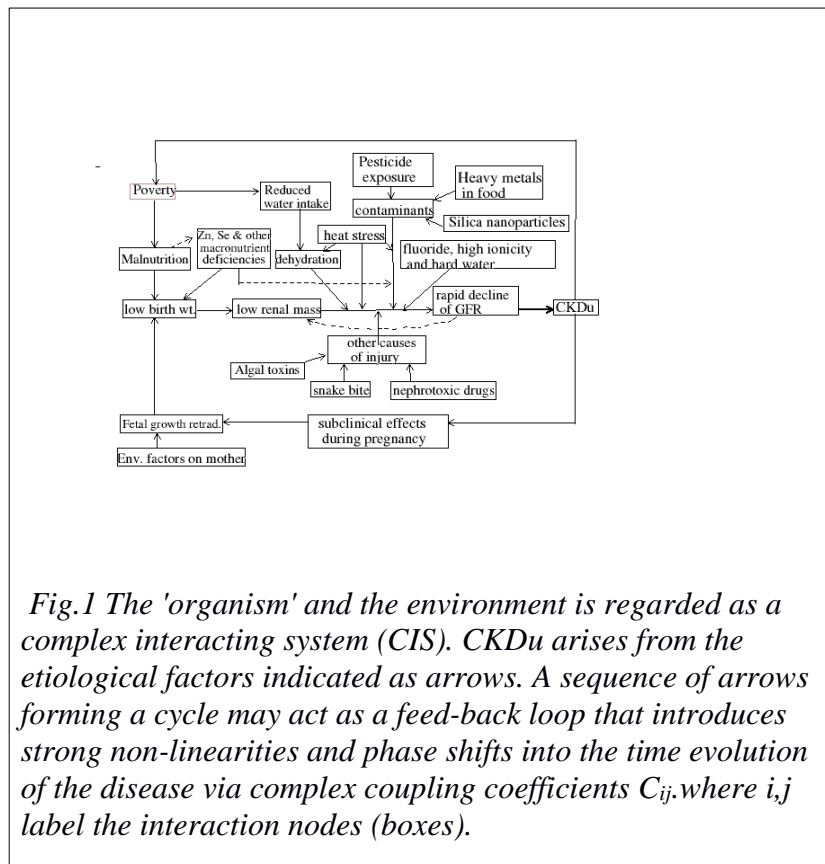 Pesticide
exposure
Heavy metals
in food
Poverty
Reduced
water intake
contaminants
Silica nanoparticles
Zn, Se & other
macronutrient
deficiencies
heat stress
fluoride, high ionicity
and hard water
Malnutrition
dehydration
rapid decline
of GFR
low birth wt.
low renal mass
CKDu
other causes
of injury
Algal toxins
snake bite
nephrotoxic drugs
Fetal growth retrad.
subclinical effects
during pregnancy
Env. factors on mother
Fig.1 The 'organism' and the environment is regarded as a
complex interacting system (CIS). CKDu arises from the
etiological factors indicated as arrows. A sequence of arrows
forming a cycle may act as a feed-back loop that introduces
strong non-linearities and phase shifts into the time evolution
of the disease via complex coupling coefficients Cij.where i,j
label the interaction nodes (boxes).